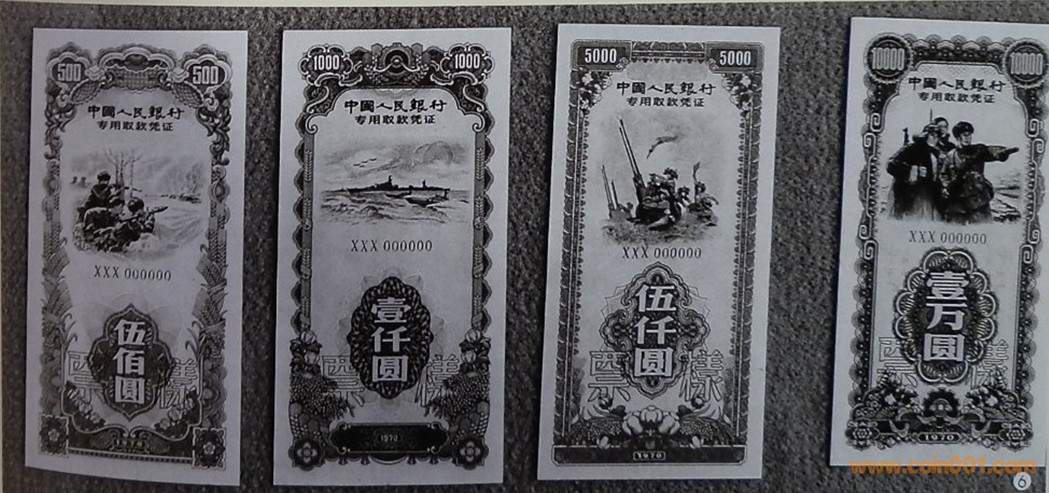 500 500
中國人民銀行
专用取款凭证
XXX 000000
伍佰圓
票樣
1000 1000
中國人民銀行
专用取款凭证
XXX 000000
壹仟圓
票樣
1970
5000 5000
中國人民銀行
专用取款凭证
XXX 000000
伍仟圓
票樣
1970
10000 10000
中國人民銀行
专用取款凭证
XXX 000000
壹万圓
票樣
1970
www.coin001.com
6